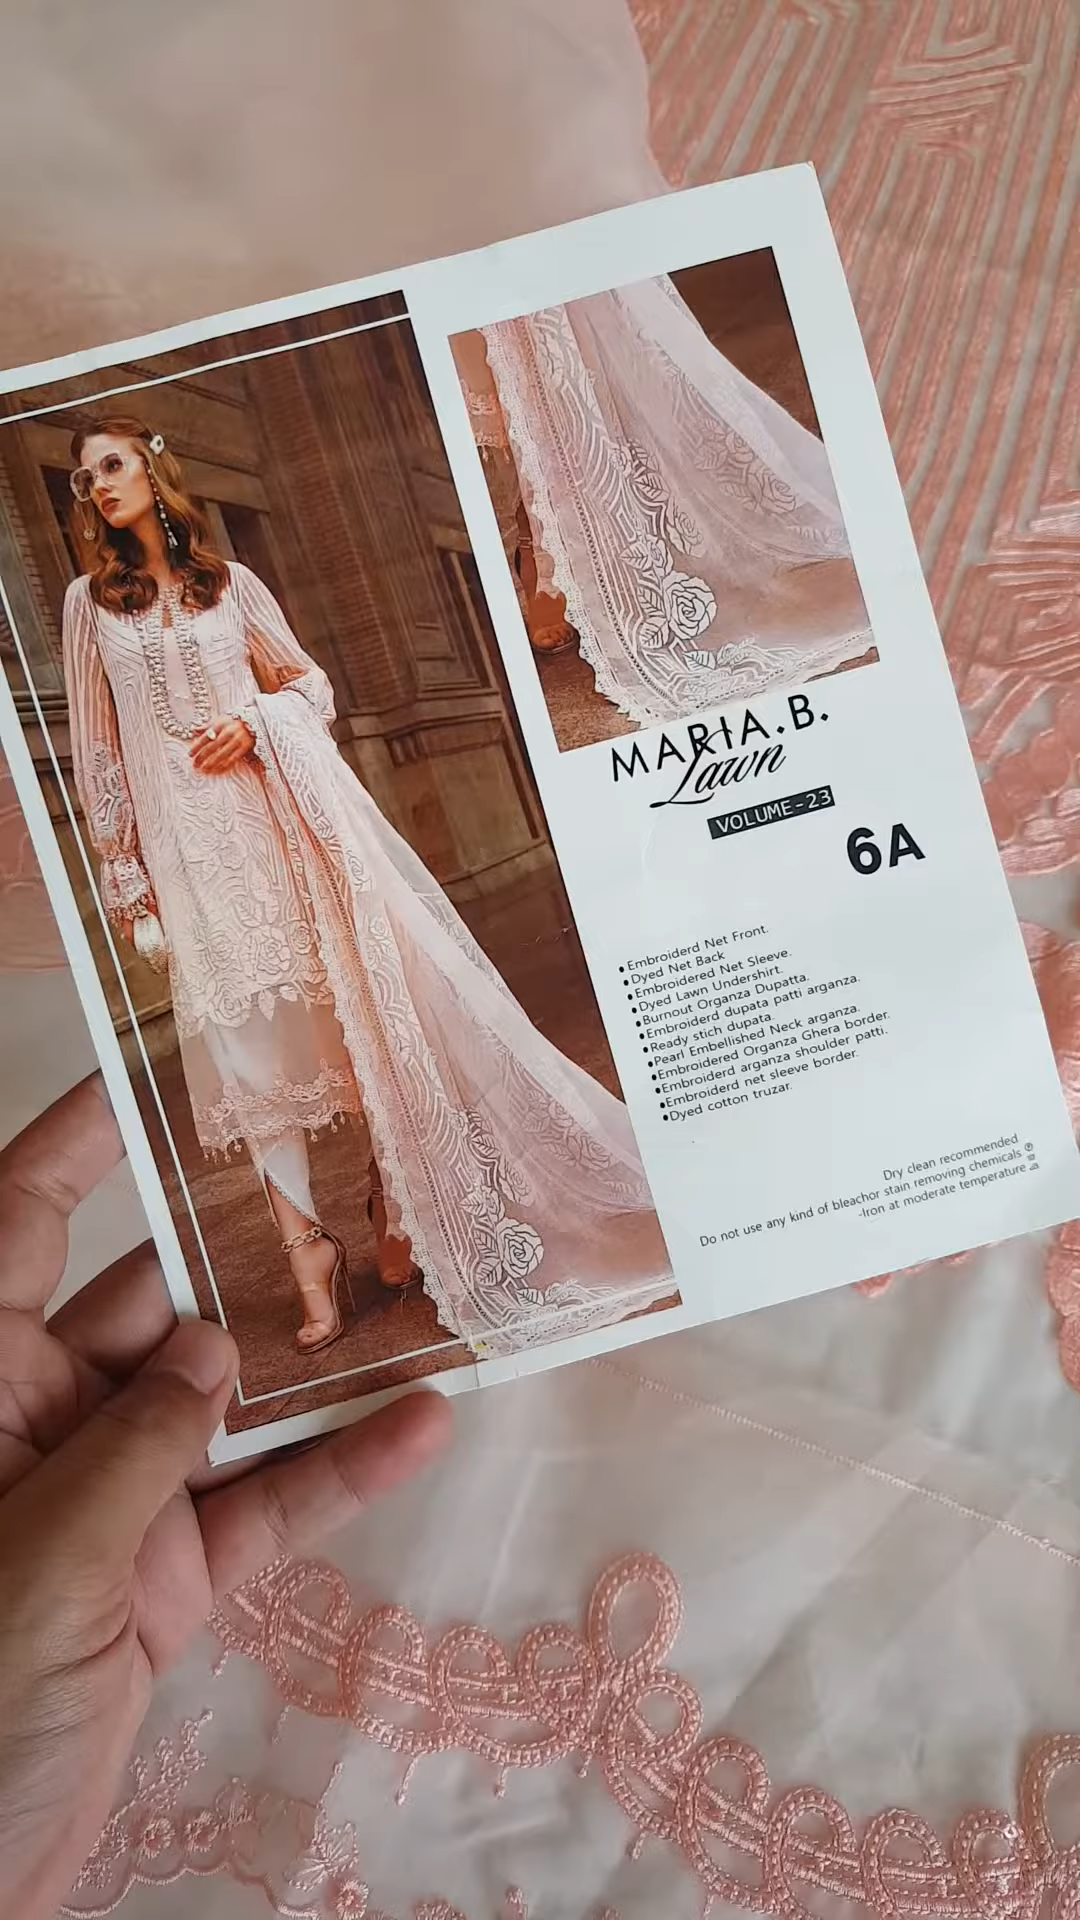 MARIA.B.
Lawn
VOLUME-23
6A
•Embroiderd Net Front.
•Dyed Net Back
•Embroidered Net Sleeve.
•Dyed Lawn Undershirt.
•Burnout Organza Dupatta.
•Embroiderd dupata patti arganza.
•Ready stich dupata.
•Pearl Embellished Neck arganza.
•Embroidered Organza Ghera border.
•Embroiderd arganza shoulder patti.
•Embroiderd net sleeve border.
•Dyed cotton truzar.
Dry clean recommended
Do not use any kind of bleachor stain removing chemicals
-Iron at moderate temperature